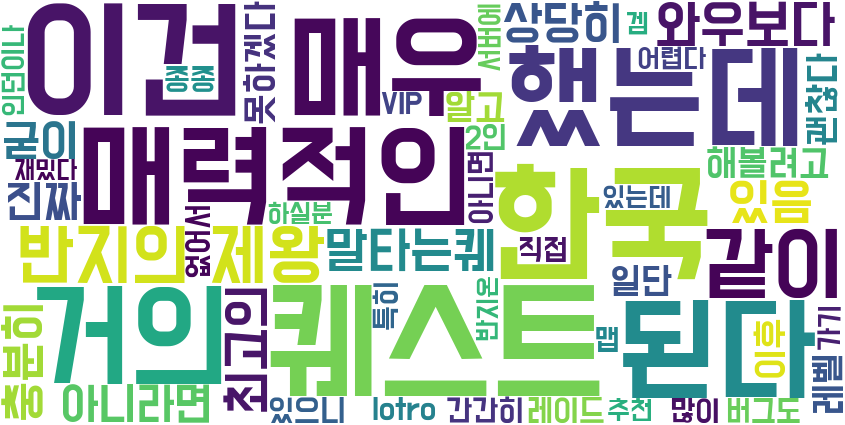 이건
매우
상당히
겜
와우보다
인던이나
종종
못하겠다
VIP
알고
서버에
했는데
어렵다
괜찮다
굳이
재밌다
진짜
매력적인
2인
아니면
한국
해볼려고
있는데
있음
없어서
하실분
반지의
제왕
말타는퀘
직접
같이
일단
충분히
거의
최고인
특히
퀘스트
반지온
맵
된다
이후
레벨
가기
아니라면
있으니
lotro
간간히
레이드
추천
많이
버그도